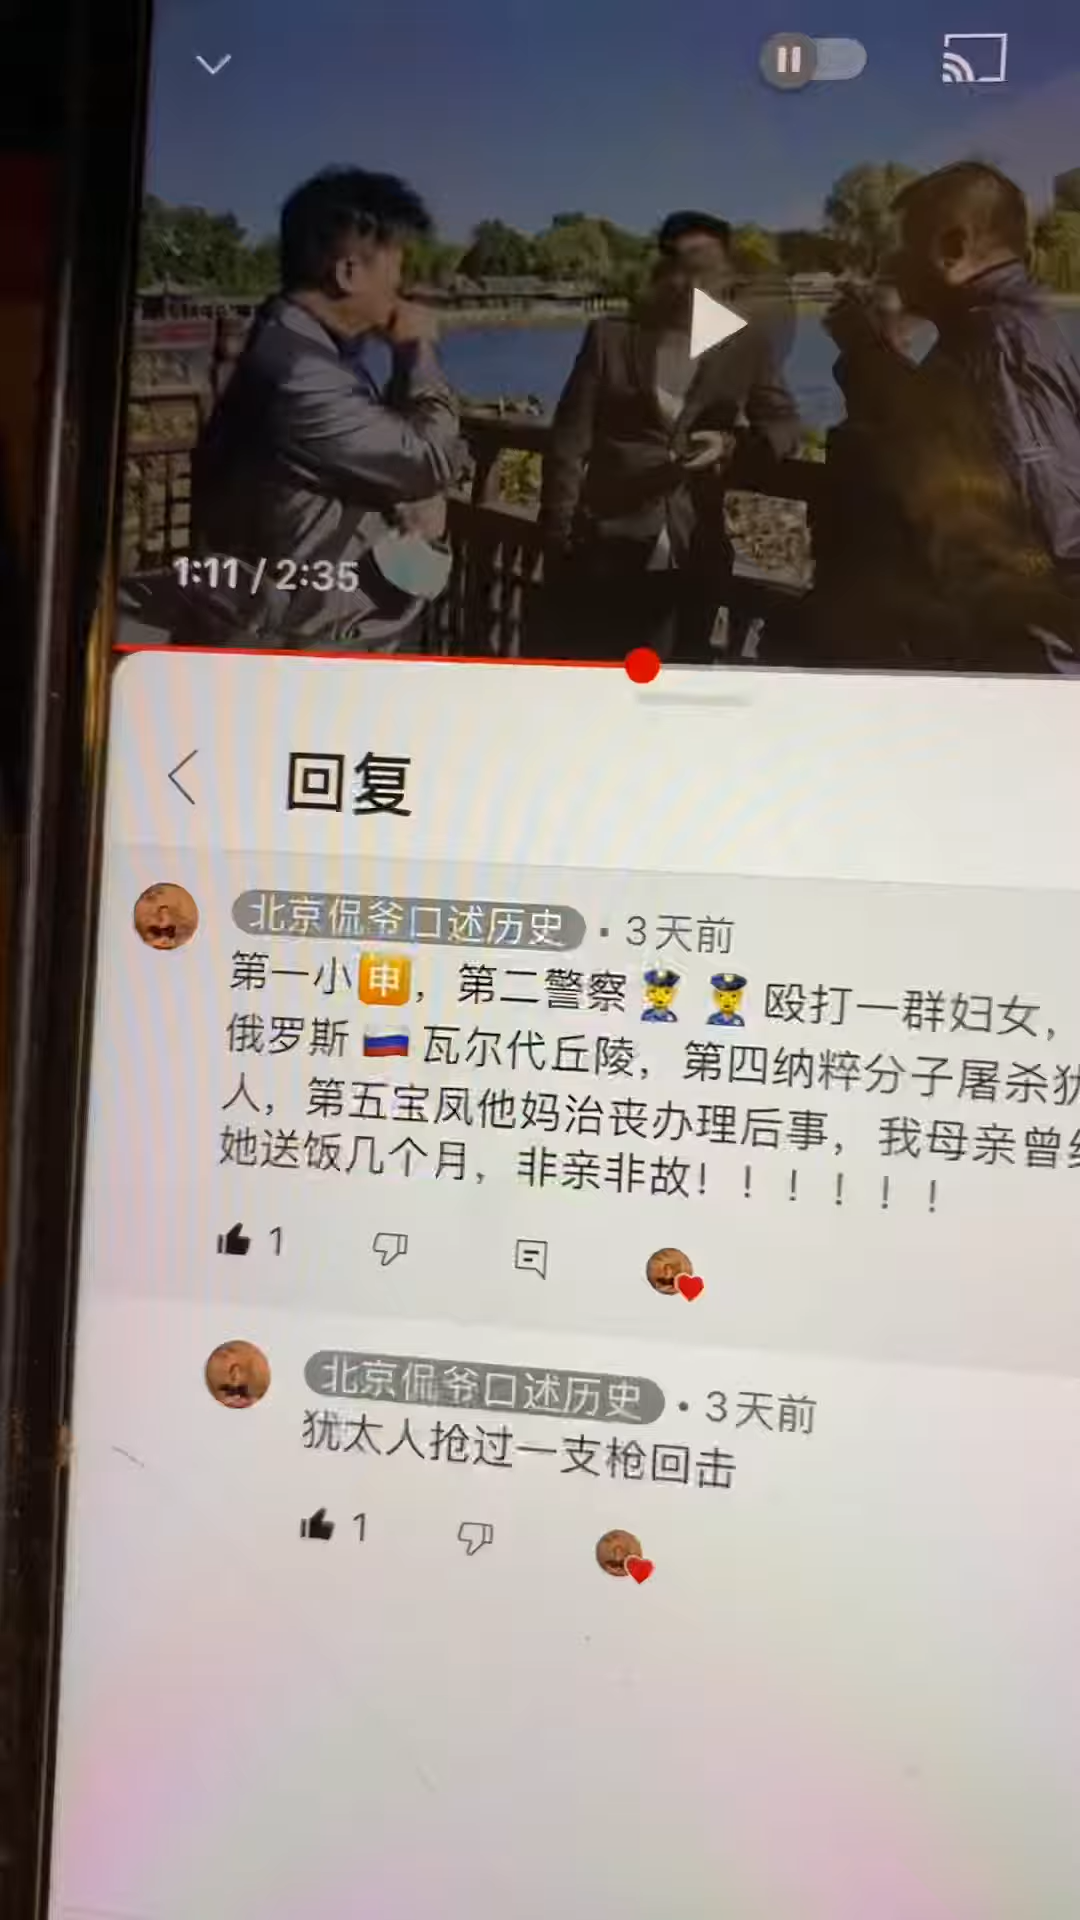 1:11 / 2:35
回复
北京侃爷口述历史 · 3天前
第一小🈸，第二警察👮👮殴打一群妇女，
俄罗斯🇷🇺瓦尔代丘陵，第四纳粹分子屠杀犹
人，第五宝凤他妈治丧办理后事，我母亲曾
她送饭几个月，非亲非故！！！！！！
1
北京侃爷口述历史 · 3天前
犹太人抢过一支枪回击
1